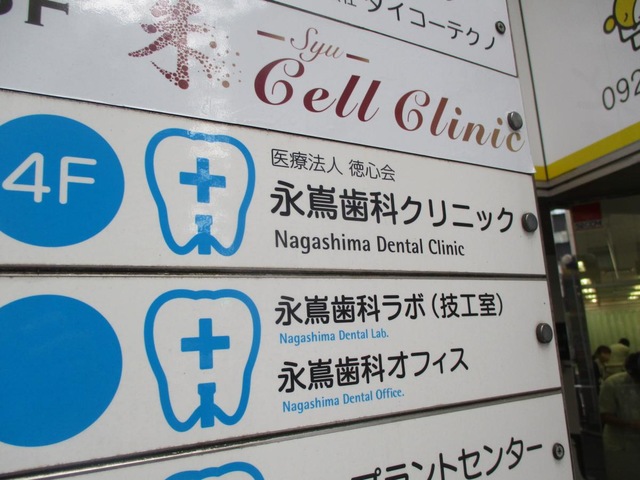 ダイコーテクノ
朱
Syu
Cell Clinic
092
4F
医療法人 徳心会
永嶌歯科クリニック
Nagashima Dental Clinic
永嶌歯科ラボ（技工室）
Nagashima Dental Lab.
永嶌歯科オフィス
Nagashima Dental Office.
プラントセンター